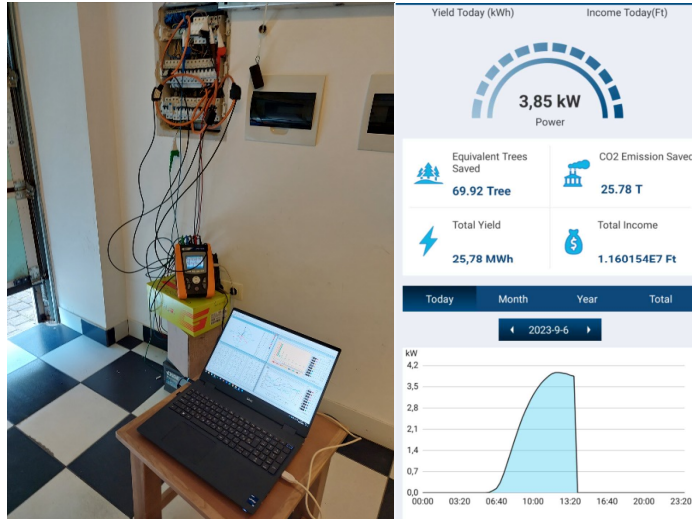 Yield Today (kWh)
Income Today(Ft)
3,85 kW
Power
Equivalent Trees
Saved
69.92 Tree
CO2 Emission Saved
25.78 T
Total Yield
25,78 MWh
Total Income
1.160154E7 Ft
Today
Month
Year
Total
2023-9-6
kW
4,2
3,5
2,8
2,1
1,4
0,7
0,0
00:00
03:20
06:40
10:00
13:20
16:40
20:00
23:20